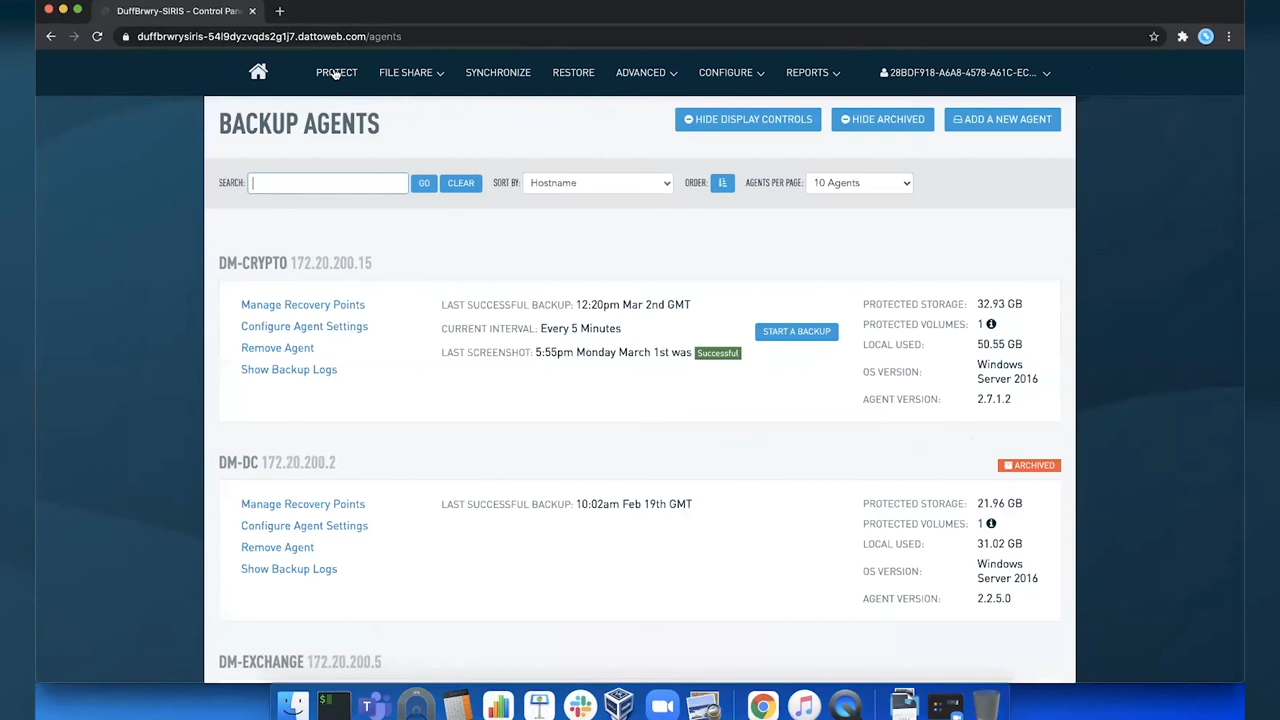 DuffBrwry-SIRIS – Control Pan
duffbrwrysiris-54l9dyzvqds2g1j7.dattoweb.com/agents
PROTECT FILE SHARE SYNCHRONIZE RESTORE ADVANCED CONFIGURE REPORTS 28BDF918-A6A8-4578-A61C-EC...
BACKUP AGENTS
HIDE DISPLAY CONTROLS HIDE ARCHIVED ADD A NEW AGENT
SEARCH: GO CLEAR SORT BY: Hostname ORDER: AGENTS PER PAGE: 10 Agents
DM-CRYPTO 172.20.200.15
Manage Recovery Points
Configure Agent Settings
Remove Agent
Show Backup Logs
LAST SUCCESSFUL BACKUP: 12:20pm Mar 2nd GMT
CURRENT INTERVAL: Every 5 Minutes
LAST SCREENSHOT: 5:55pm Monday March 1st was Successful
START A BACKUP
PROTECTED STORAGE: 32.93 GB
PROTECTED VOLUMES: 1
LOCAL USED: 50.55 GB
OS VERSION: Windows
Server 2016
AGENT VERSION: 2.7.1.2
DM-DC 172.20.200.2
ARCHIVED
Manage Recovery Points
Configure Agent Settings
Remove Agent
Show Backup Logs
LAST SUCCESSFUL BACKUP: 10:02am Feb 19th GMT
PROTECTED STORAGE: 21.96 GB
PROTECTED VOLUMES: 1
LOCAL USED: 31.02 GB
OS VERSION: Windows
Server 2016
AGENT VERSION: 2.2.5.0
DM-EXCHANGE 172.20.200.5